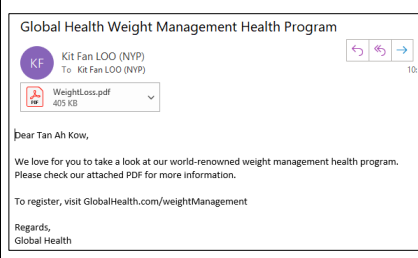 Global Health Weight Management Health Program
KF
Kit Fan LOO (NYP)
To Kit Fan LOO (NYP)
10:
PDF
WeightLoss.pdf
405 KB
Dear Tan Ah Kow,
We love for you to take a look at our world-renowned weight management health program.
Please check our attached PDF for more information.
To register, visit GlobalHealth.com/weightManagement
Regards,
Global Health